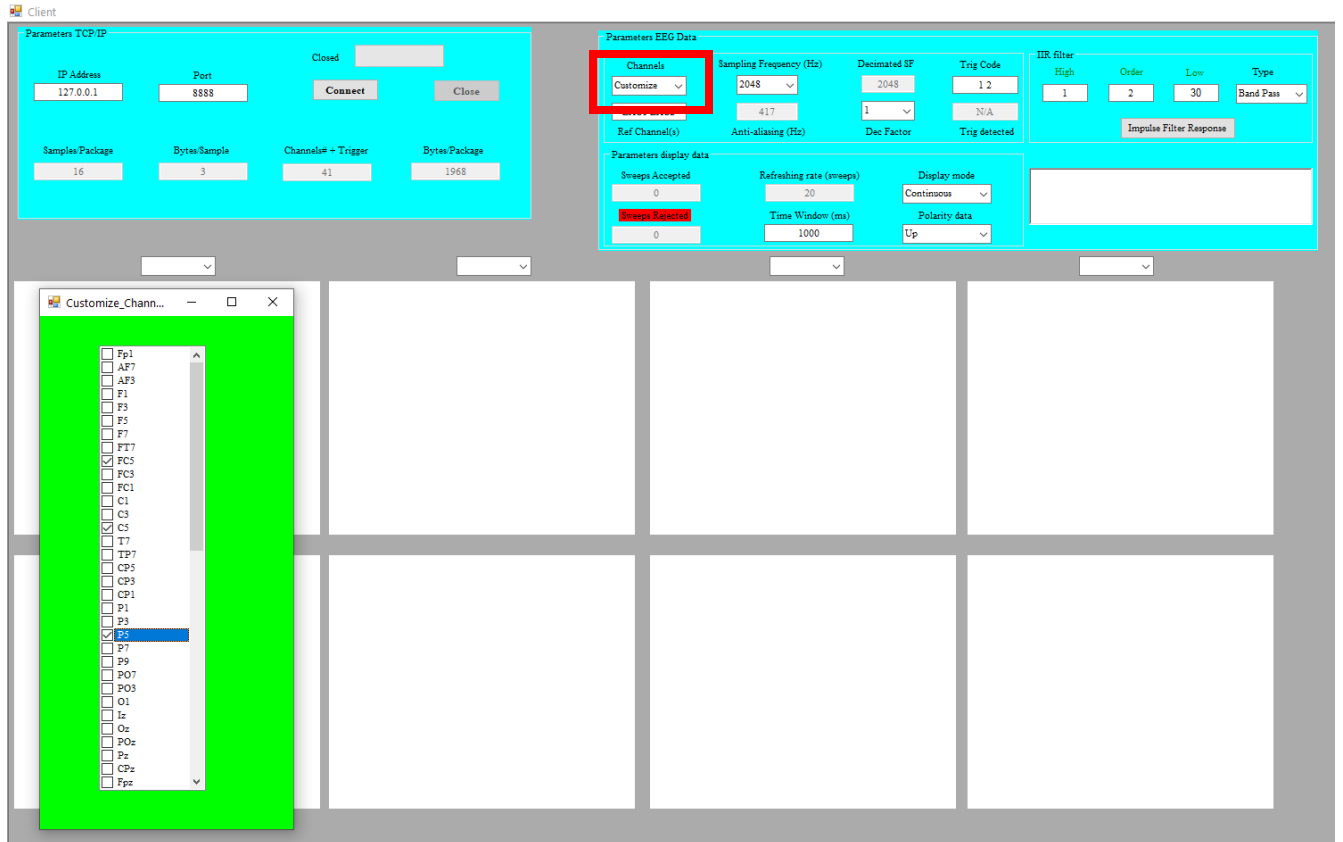 Client
Parameters TCP/IP
Closed
IP Address Port
127.0.0.1 8888 Connect Close
Samples/Package Bytes/Sample Channels# + Trigger Bytes/Package
16 3 41 1968
Parameters EEG Data
Channels Sampling Frequency (Hz) Decimated SF Trig Code
Customize 2048 2048 1 2
417 1 N/A
Ref Channel(s) Anti-aliasing (Hz) Dec Factor Trig detected
IIR filter
High Order Low Type
1 2 30 Band Pass
Impulse Filter Response
Parameters display data
Sweeps Accepted Refreshing rate (sweeps) Display mode
0 20 Continuous
Sweeps Rejected Time Window (ms) Polarity data
0 1000 Up
Customize_Chann...
Fp1
AF7
AF3
F1
F3
F5
F7
FT7
FC5
FC3
FC1
C1
C3
C5
T7
TP7
CP5
CP3
CP1
P1
P3
P5
P7
P9
PO7
PO3
O1
Iz
Oz
POz
Pz
CPz
Fpz